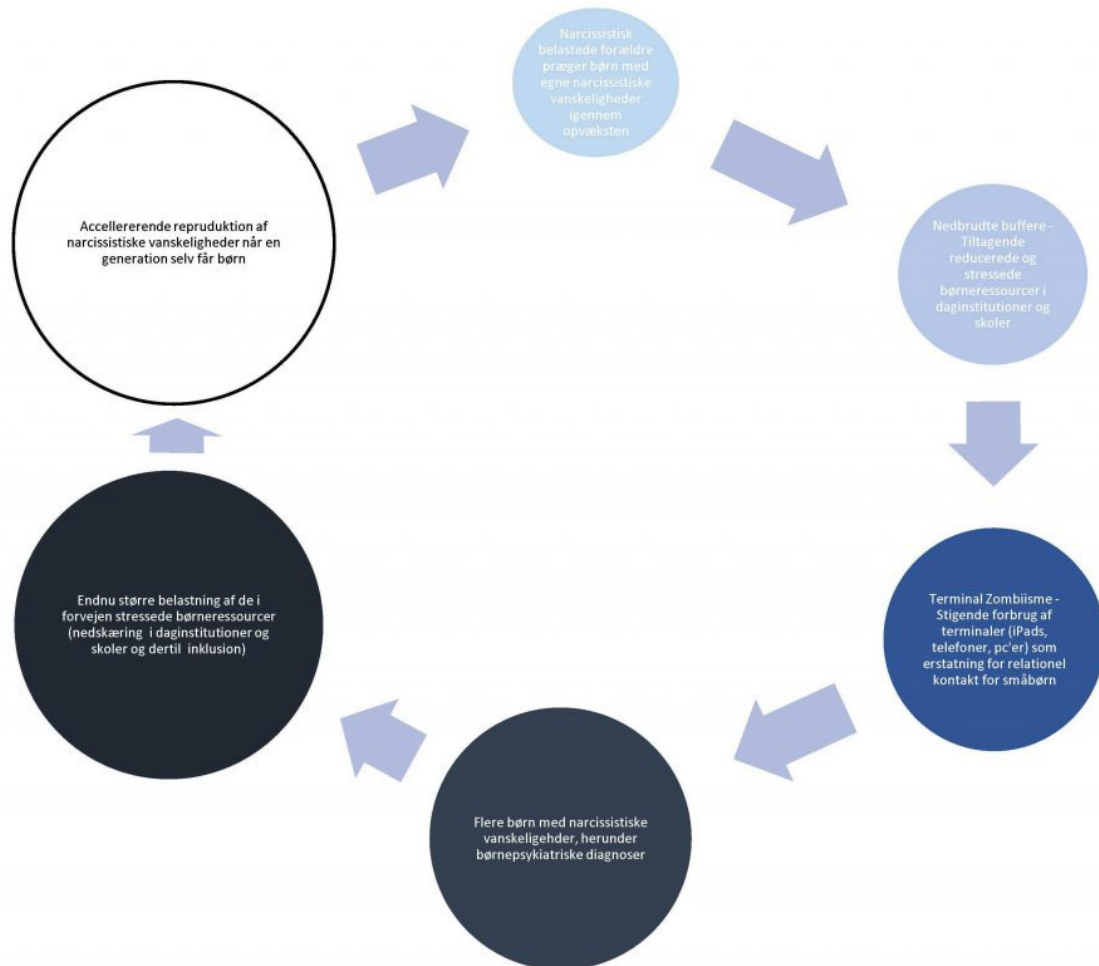 Narcissistisk
belastede forældre
præger børn med
egne narcissistiske
vanskeligheder
igennem
opvæksten
Nedbrudte buffere -
Tiltagende
reducerede og
stressede
børneressourcer i
daginstitutioner og
skoler
Terminal Zombiisme -
Stigende forbrug af
terminaler (iPads,
telefoner, pc'er) som
erstatning for relationel
kontakt for småbørn
Flere børn med narcissistiske
vanskeligehder, herunder
børnepsykiatriske diagnoser
Endnu større belastning af de i
forvejen stressede børneressourcer
(nedskæring i daginstitutioner og
skoler og dertil inklusion)
Accellererende repruduktion af
narcissistiske vanskeligheder når en
generation selv får børn